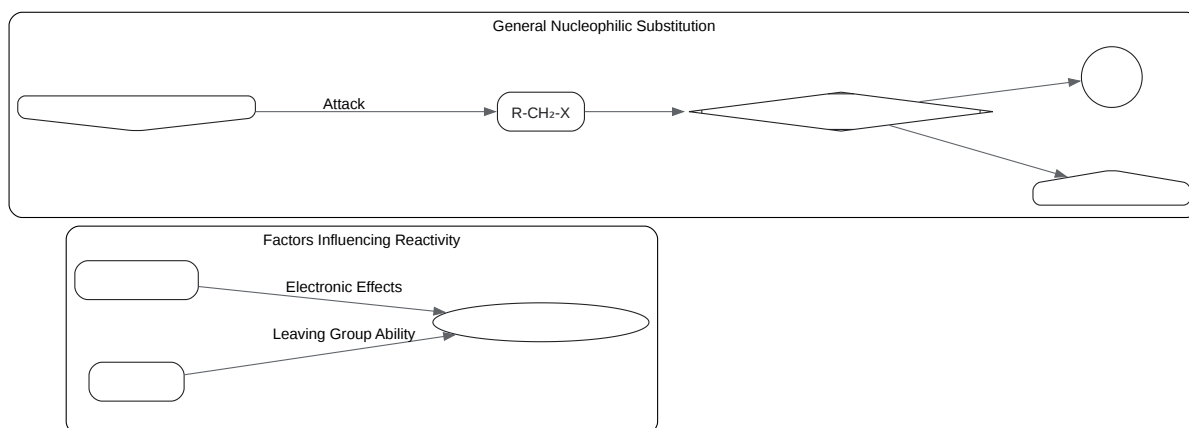 General Nucleophilic Substitution
Attack
R-CH₂-X
Factors Influencing Reactivity
Electronic Effects
Leaving Group Ability